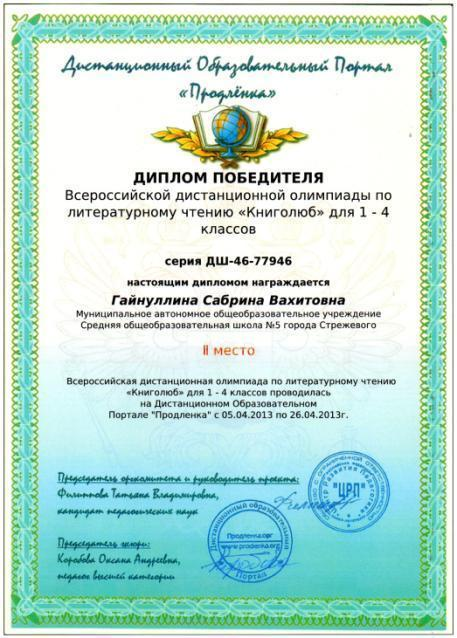 Дистанционный Образовательный Портал
«Продлёнка»
ДИПЛОМ ПОБЕДИТЕЛЯ
Всероссийской дистанционной олимпиады по
литературному чтению «Книголюб» для 1 - 4
классов
серия ДШ-46-77946
настоящим дипломом награждается
Гайнуллина Сабрина Вахитовна
Муниципальное автономное общеобразовательное учреждение
Средняя общеобразовательная школа №5 города Стрежевого
II место
Всероссийская дистанционная олимпиада по литературному чтению
«Книголюб» для 1 - 4 классов проводилась
на Дистанционном Образовательном
Портале "Продленка" с 05.04.2013 по 26.04.2013г.
Председатель оргкомитета и руководитель проекта:
Филиппова Татьяна Владимировна,
кандидат педагогических наук
"ЦРП"
Дистанционный образовательный
Продленка.орг
www.prodlenka.org
Портал
Председатель жюри:
Коробова Оксана Андреевна,
педагог высшей категории